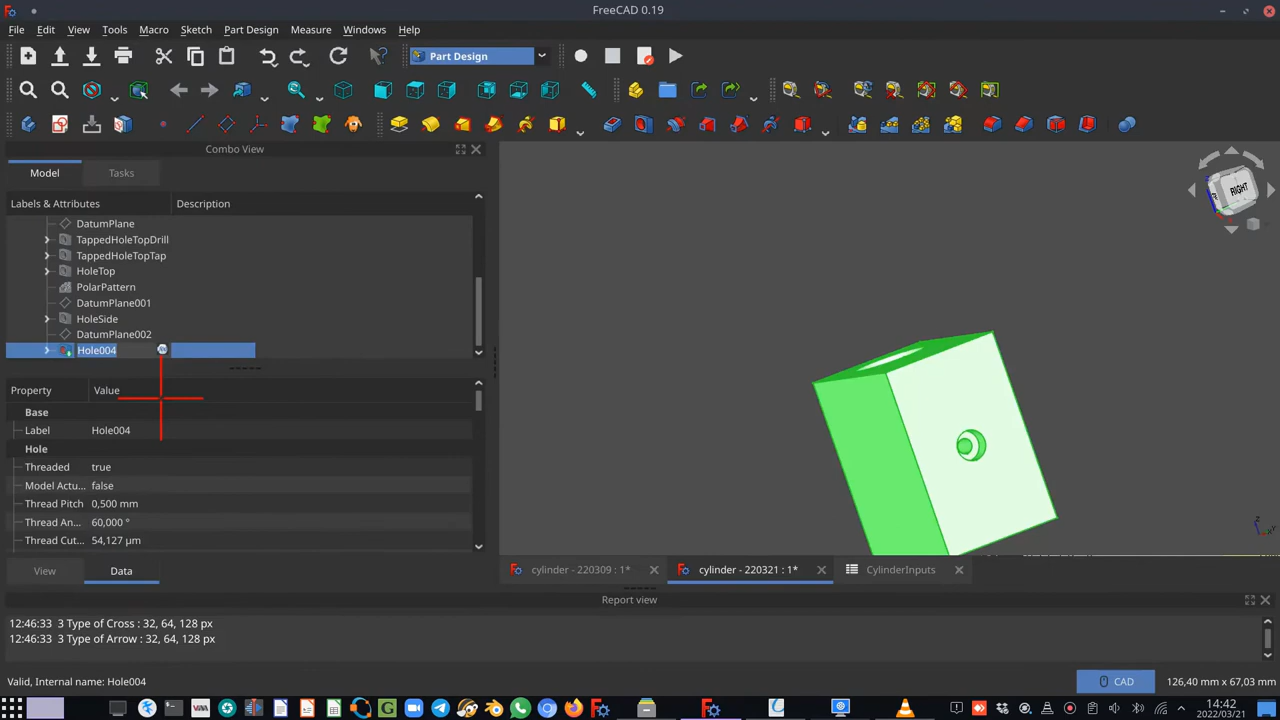 FreeCAD 0.19
File Edit View Tools Macro Sketch Part Design Measure Windows Help
Part Design
Combo View
Model Tasks
Labels & Attributes Description
DatumPlane
TappedHoleTopDrill
TappedHoleTopTap
HoleTop
PolarPattern
DatumPlane001
HoleSide
DatumPlane002
Hole004
Property Value
Base
Label Hole004
Hole
Threaded true
Model Actu... false
Thread Pitch 0,500 mm
Thread An... 60,000 °
Thread Cut... 54,127 µm
View Data
RIGHT
cylinder - 220309 : 1* cylinder - 220321 : 1* CylinderInputs
Report view
12:46:33 3 Type of Cross : 32, 64, 128 px
12:46:33 3 Type of Arrow : 32, 64, 128 px
Valid, Internal name: Hole004
CAD 126,40 mm x 67,03 mm
14:42
2022/03/21